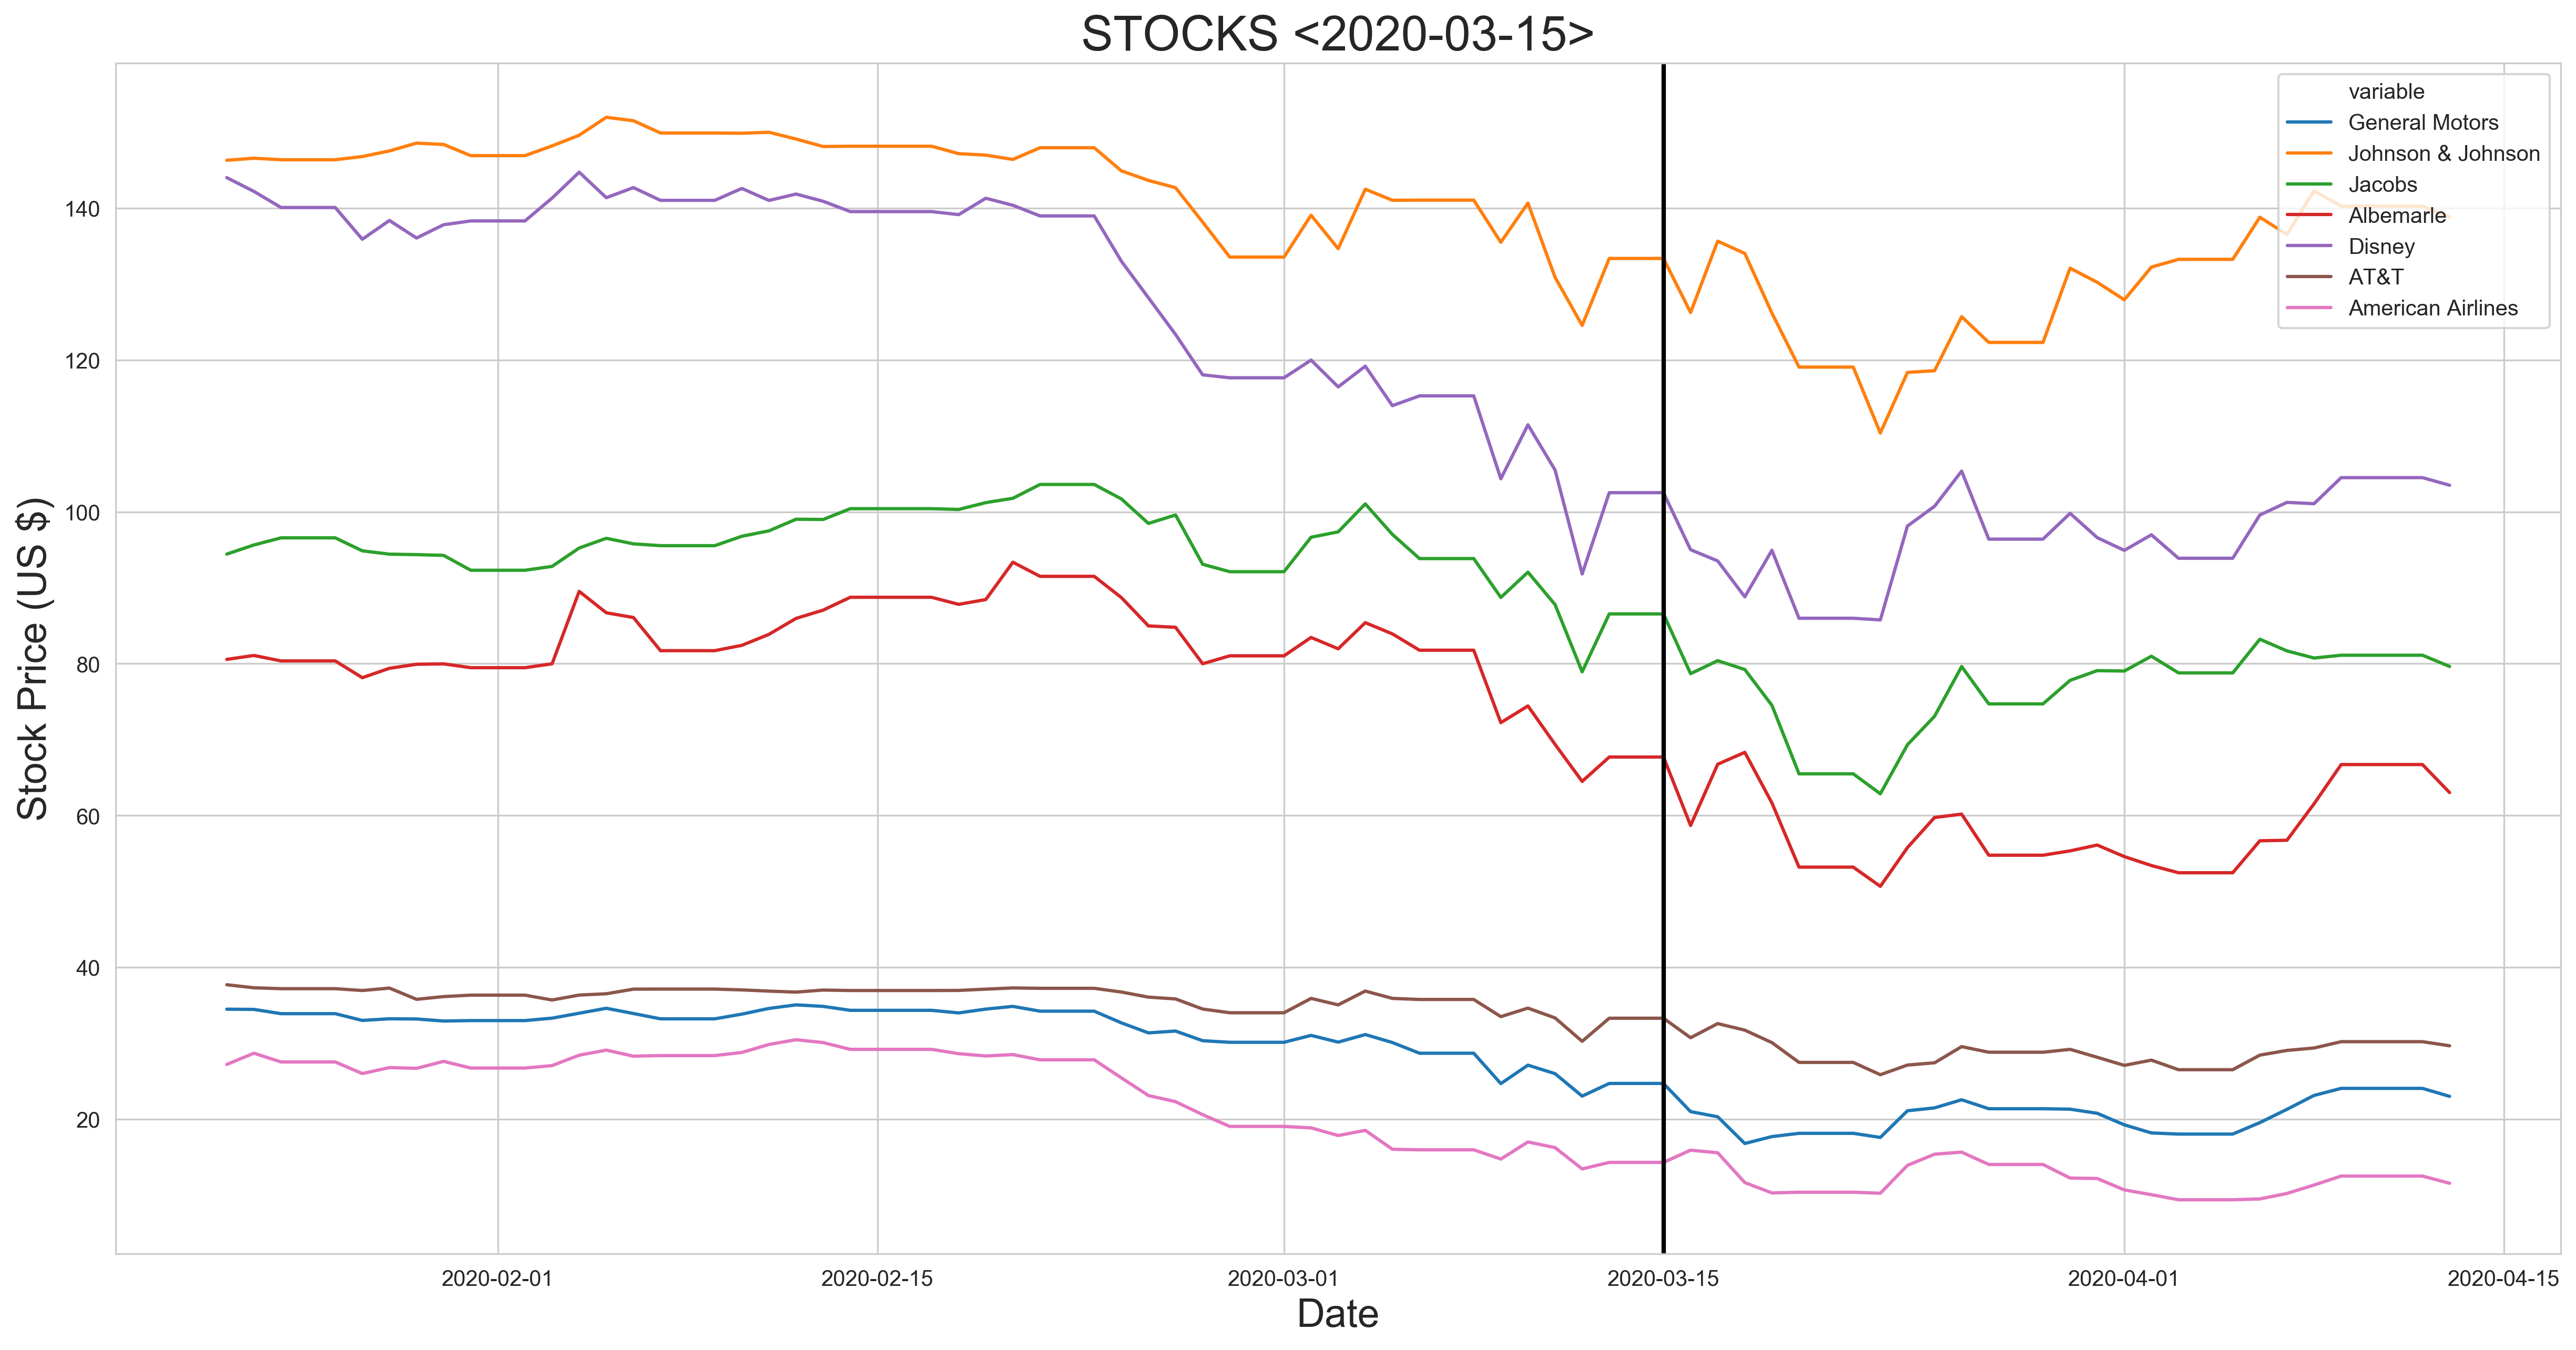 STOCKS <2020-03-15>
variable
General Motors
Johnson & Johnson
Jacobs
Albemarle
Disney
AT&T
American Airlines
Stock Price (US $)
140
120
100
80
60
40
20
2020-02-01
2020-02-15
2020-03-01
2020-03-15
2020-04-01
2020-04-15
Date